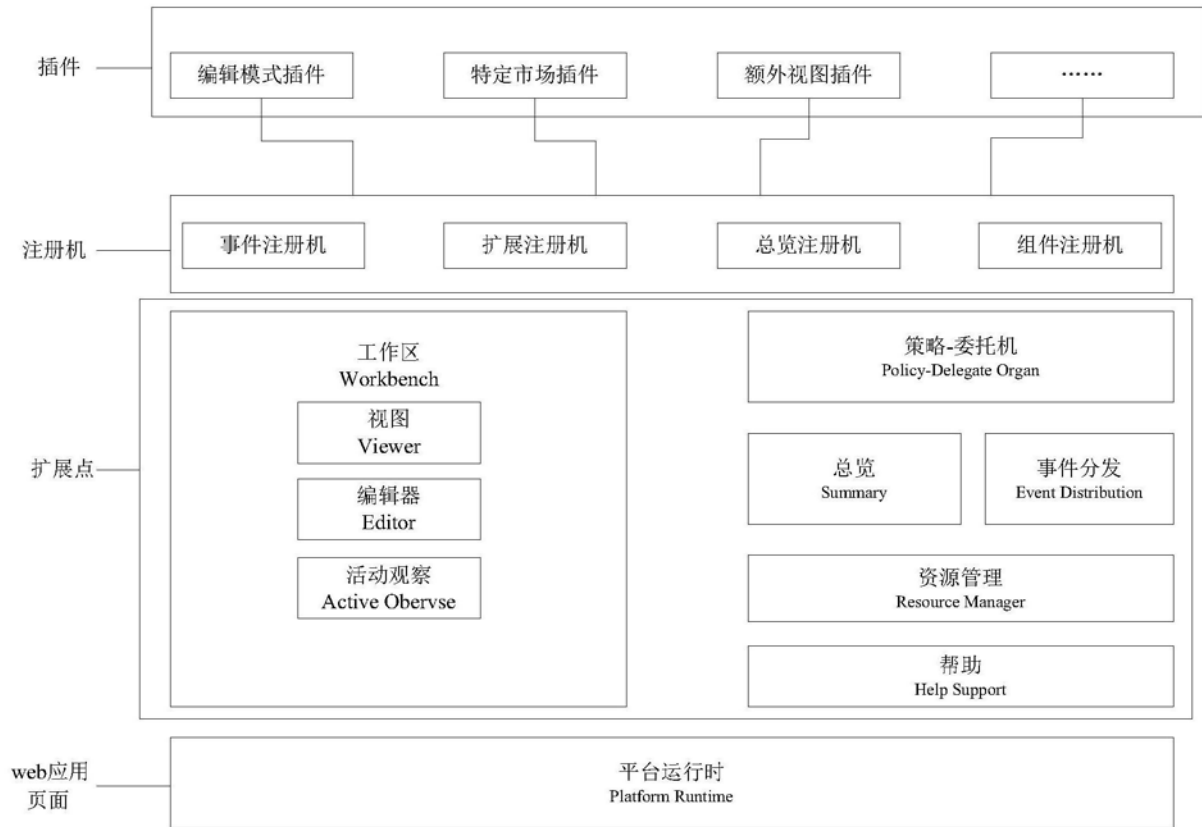 插件
编辑模式插件
特定市场插件
额外视图插件
……
注册机
事件注册机
扩展注册机
总览注册机
组件注册机
扩展点
工作区
Workbench
视图
Viewer
编辑器
Editor
活动观察
Active Obervse
策略-委托机
Policy-Delegate Organ
总览
Summary
事件分发
Event Distribution
资源管理
Resource Manager
帮助
Help Support
web应用
页面
平台运行时
Platform Runtime